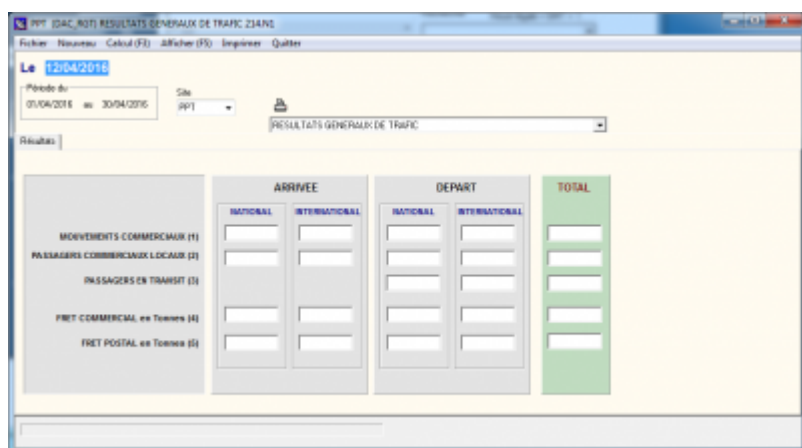 PPT (DAC_RGT) RESULTATS GENERAUX DE TRAFIC
Fichier Nouveau Calcul (F3) Afficher (F5) Imprimer Quitter
Le 12/04/2016
Période du
01/04/2016 au 30/04/2016
Site
PPT
RESULTATS GENERAUX DE TRAFIC
Résultats
ARRIVEE DEPART TOTAL
NATIONAL INTERNATIONAL NATIONAL INTERNATIONAL
MOUVEMENTS COMMERCIAUX (1)
PASSAGERS COMMERCIAUX LOCAUX (2)
PASSAGERS EN TRANSIT (3)
FRET COMMERCIAL en Tonnes (4)
FRET POSTAL en Tonnes (5)